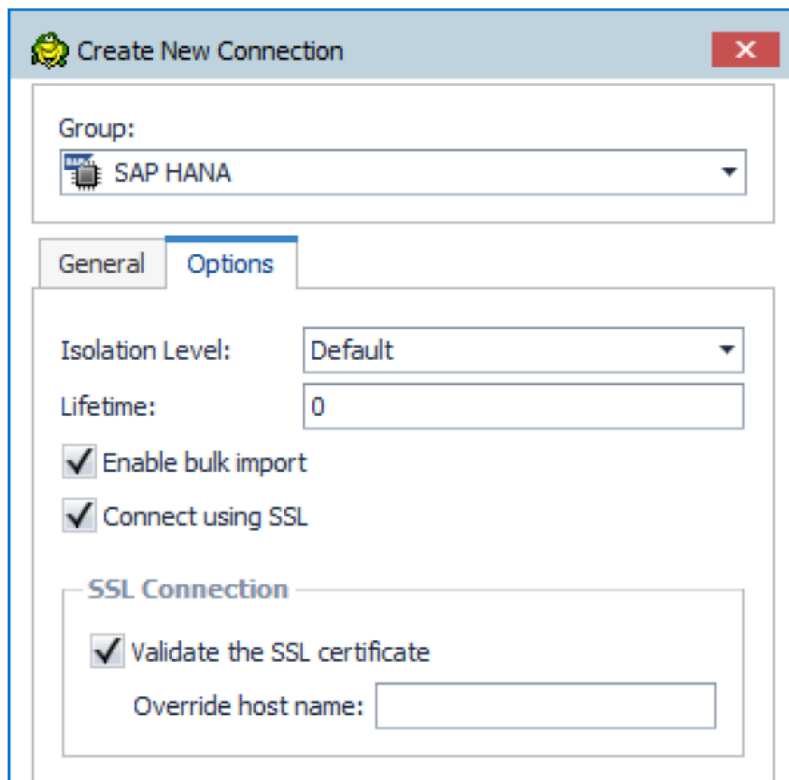 Create New Connection
Group:
SAP HANA
General Options
Isolation Level: Default
Lifetime: 0
Enable bulk import
Connect using SSL
SSL Connection
Validate the SSL certificate
Override host name: